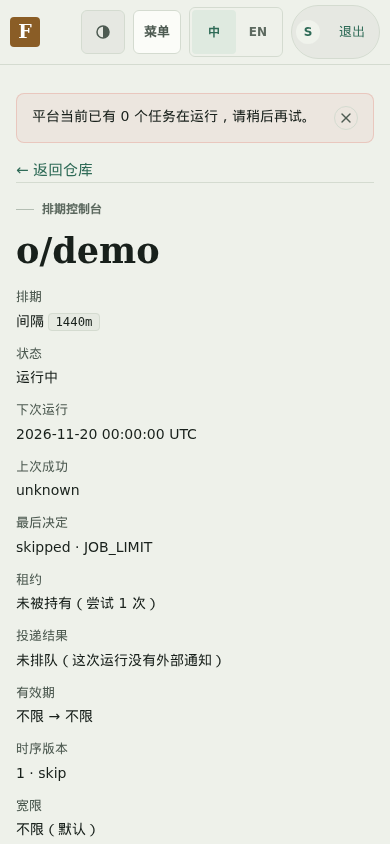 F 菜单 中 EN S 退出
平台当前已有 0 个任务在运行，请稍后再试。
← 返回仓库
排期控制台
o/demo
排期
间隔 1440m
状态
运行中
下次运行
2026-11-20 00:00:00 UTC
上次成功
unknown
最后决定
skipped · JOB_LIMIT
租约
未被持有（尝试 1 次）
投递结果
未排队（这次运行没有外部通知）
有效期
不限 → 不限
时序版本
1 · skip
宽限
不限（默认）